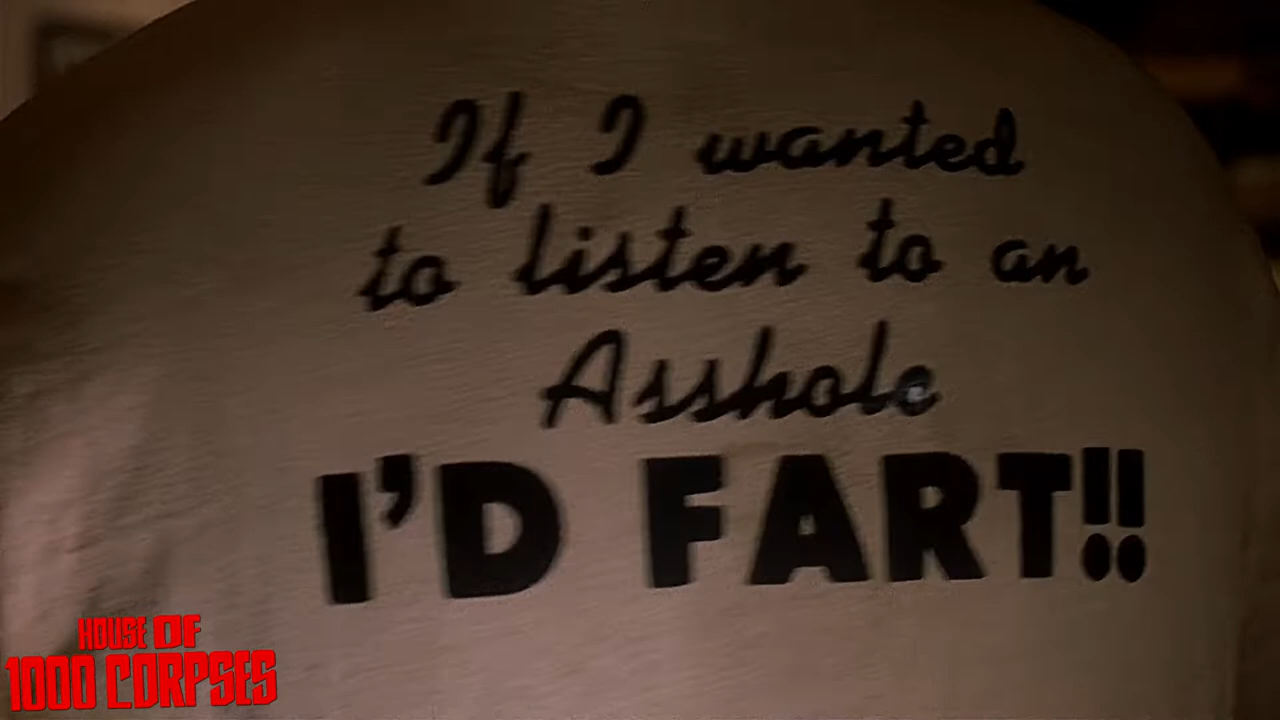 If I wanted
to listen to an
Asshole
I'D FART!!
HOUSE OF
1000 CORPSES